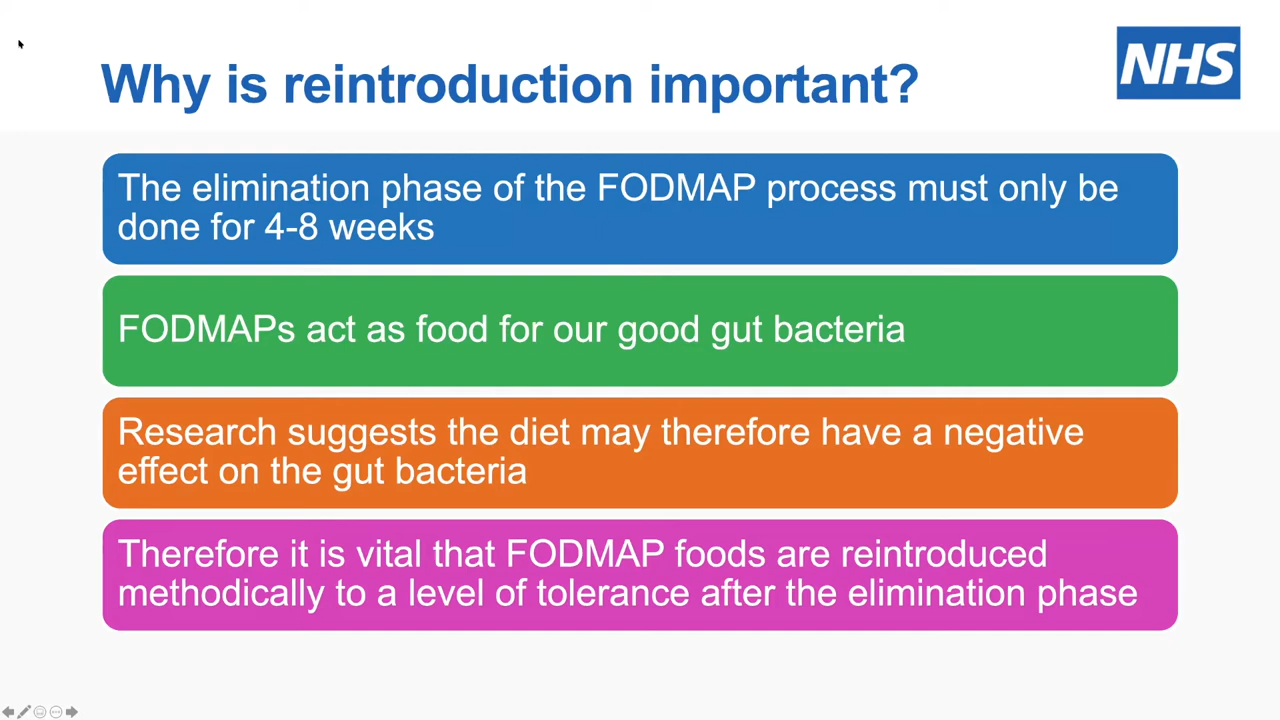 Why is reintroduction important?
NHS
The elimination phase of the FODMAP process must only be
done for 4-8 weeks
FODMAPs act as food for our good gut bacteria
Research suggests the diet may therefore have a negative
effect on the gut bacteria
Therefore it is vital that FODMAP foods are reintroduced
methodically to a level of tolerance after the elimination phase